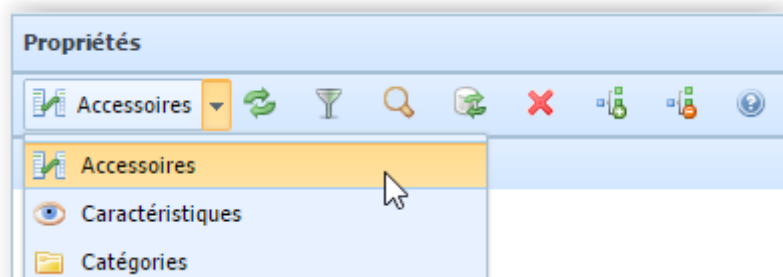 Propriétés
Accessoires
Accessoires
Caractéristiques
Catégories